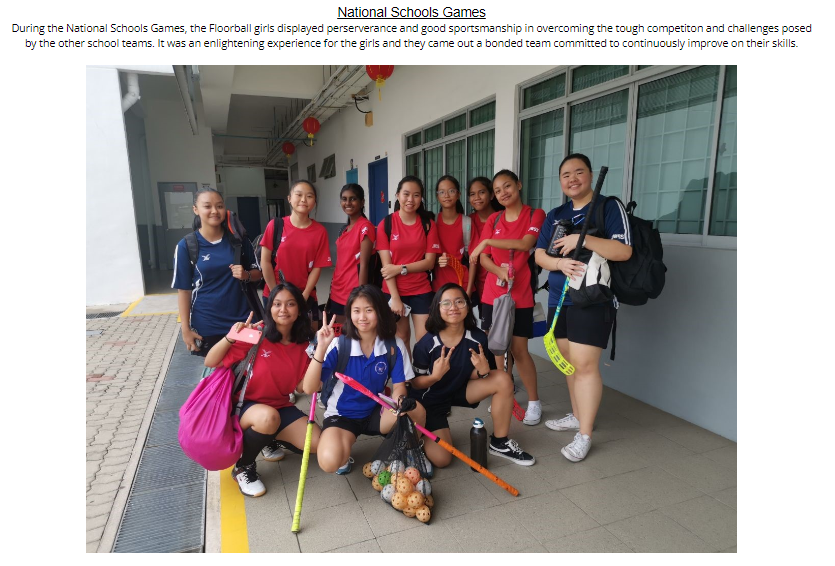 National Schools Games
During the National Schools Games, the Floorball girls displayed perserverance and good sportsmanship in overcoming the tough competiton and challenges posed
by the other school teams. It was an enlightening experience for the girls and they came out a bonded team committed to continuously improve on their skills.